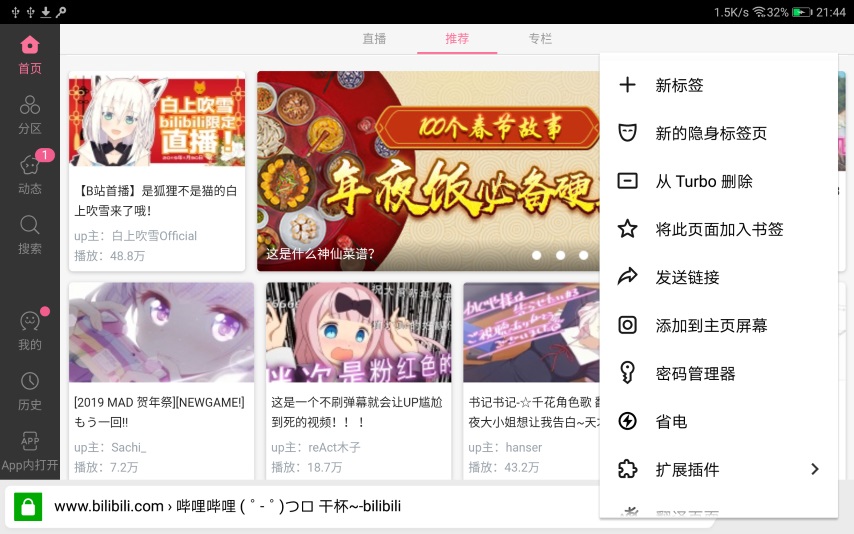 1.5K/s 32% 21:44
首页
分区
1
动态
搜索
我的
历史
APP
App内打开
直播
推荐
专栏
白上吹雪
bilibili限定
直播！
【B站首播】是狐狸不是猫的白
上吹雪来了哦！
up主：白上吹雪Official
播放：48.8万
100个春节故事
年夜饭必备硬
这是什么神仙菜谱？
[2019 MAD 贺年祭][NEWGAME!]
もう一回!!
up主：Sachi_
播放：7.2万
次是粉红色的
这是一个不刷弹幕就会让UP尴尬
到死的视频！！！
up主：reAct木子
播放：18.7万
书记书记-☆千花角色歌
夜大小姐想让我告白~天
up主：hanser
播放：43.2万
新标签
新的隐身标签页
从 Turbo 删除
将此页面加入书签
发送链接
添加到主页屏幕
密码管理器
省电
扩展插件
翻译页面
www.bilibili.com › 哔哩哔哩 ( ゜- ゜)つロ 干杯~-bilibili